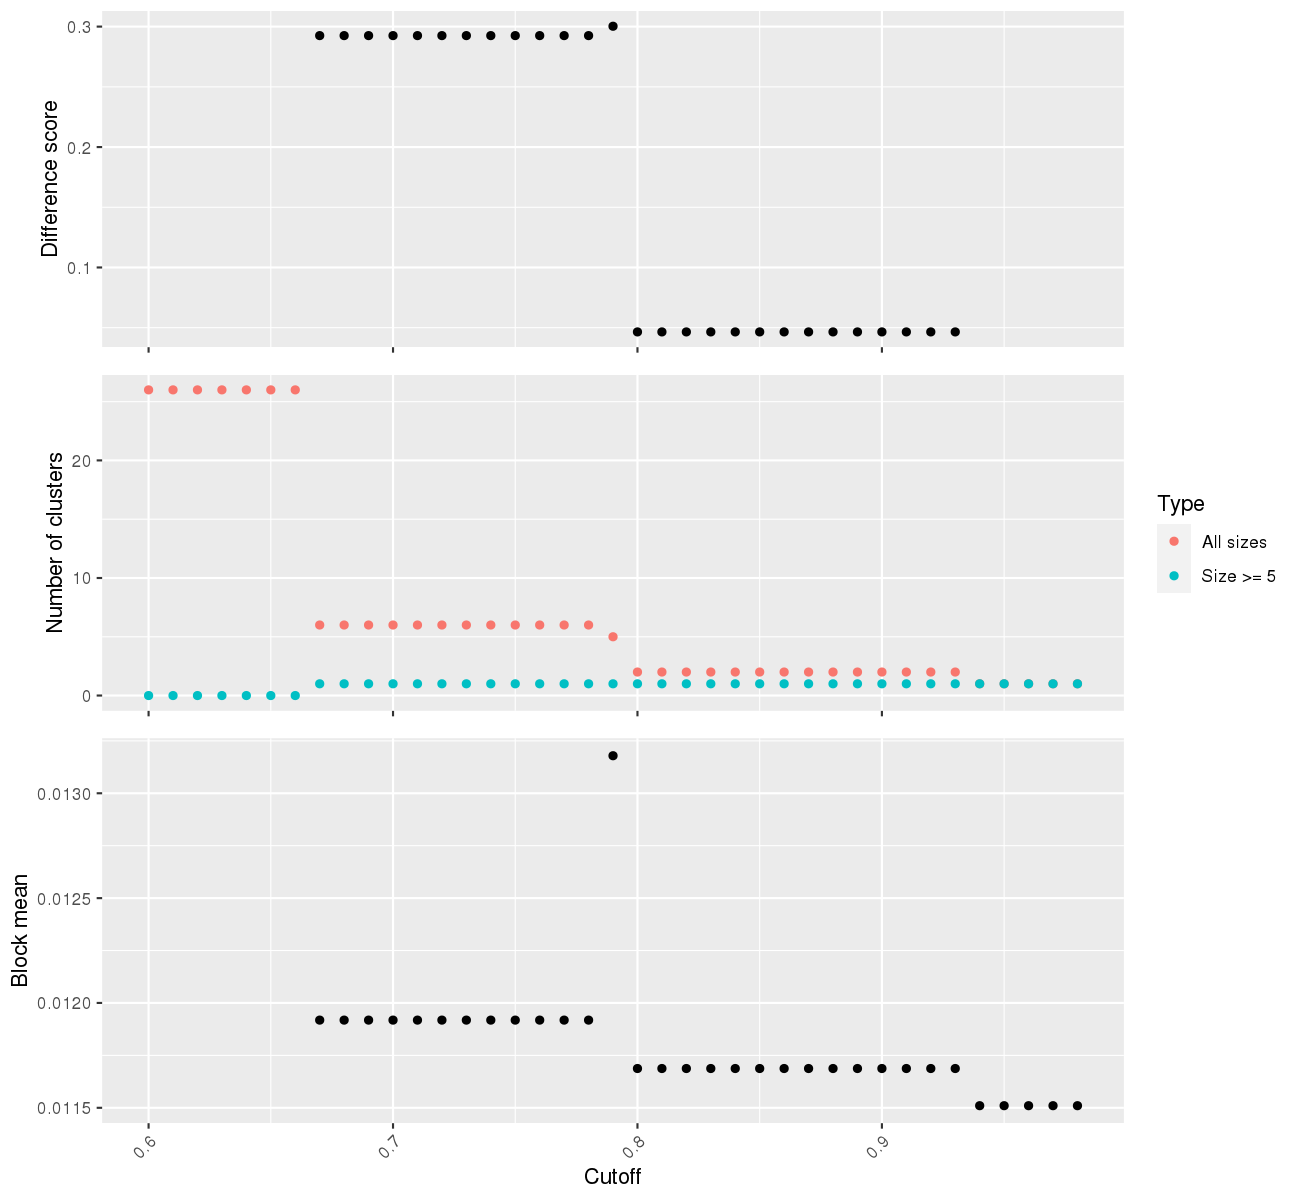 0.3
0.2
0.1
Difference score
20
10
0
Number of clusters
Type
All sizes
Size >= 5
0.0130
0.0125
0.0120
0.0115
Block mean
0.6
0.7
0.8
0.9
Cutoff